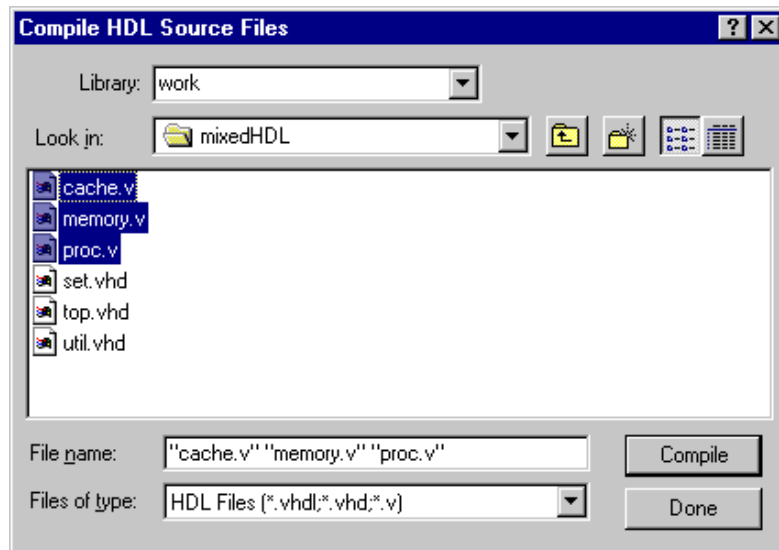 Compile HDL Source Files
Library: work
Look in: mixedHDL
cache.v
memory.v
proc.v
set.vhd
top.vhd
util.vhd
File name: "cache.v" "memory.v" "proc.v" Compile
Files of type: HDL Files (*.vhdl;*.vhd;*.v) Done